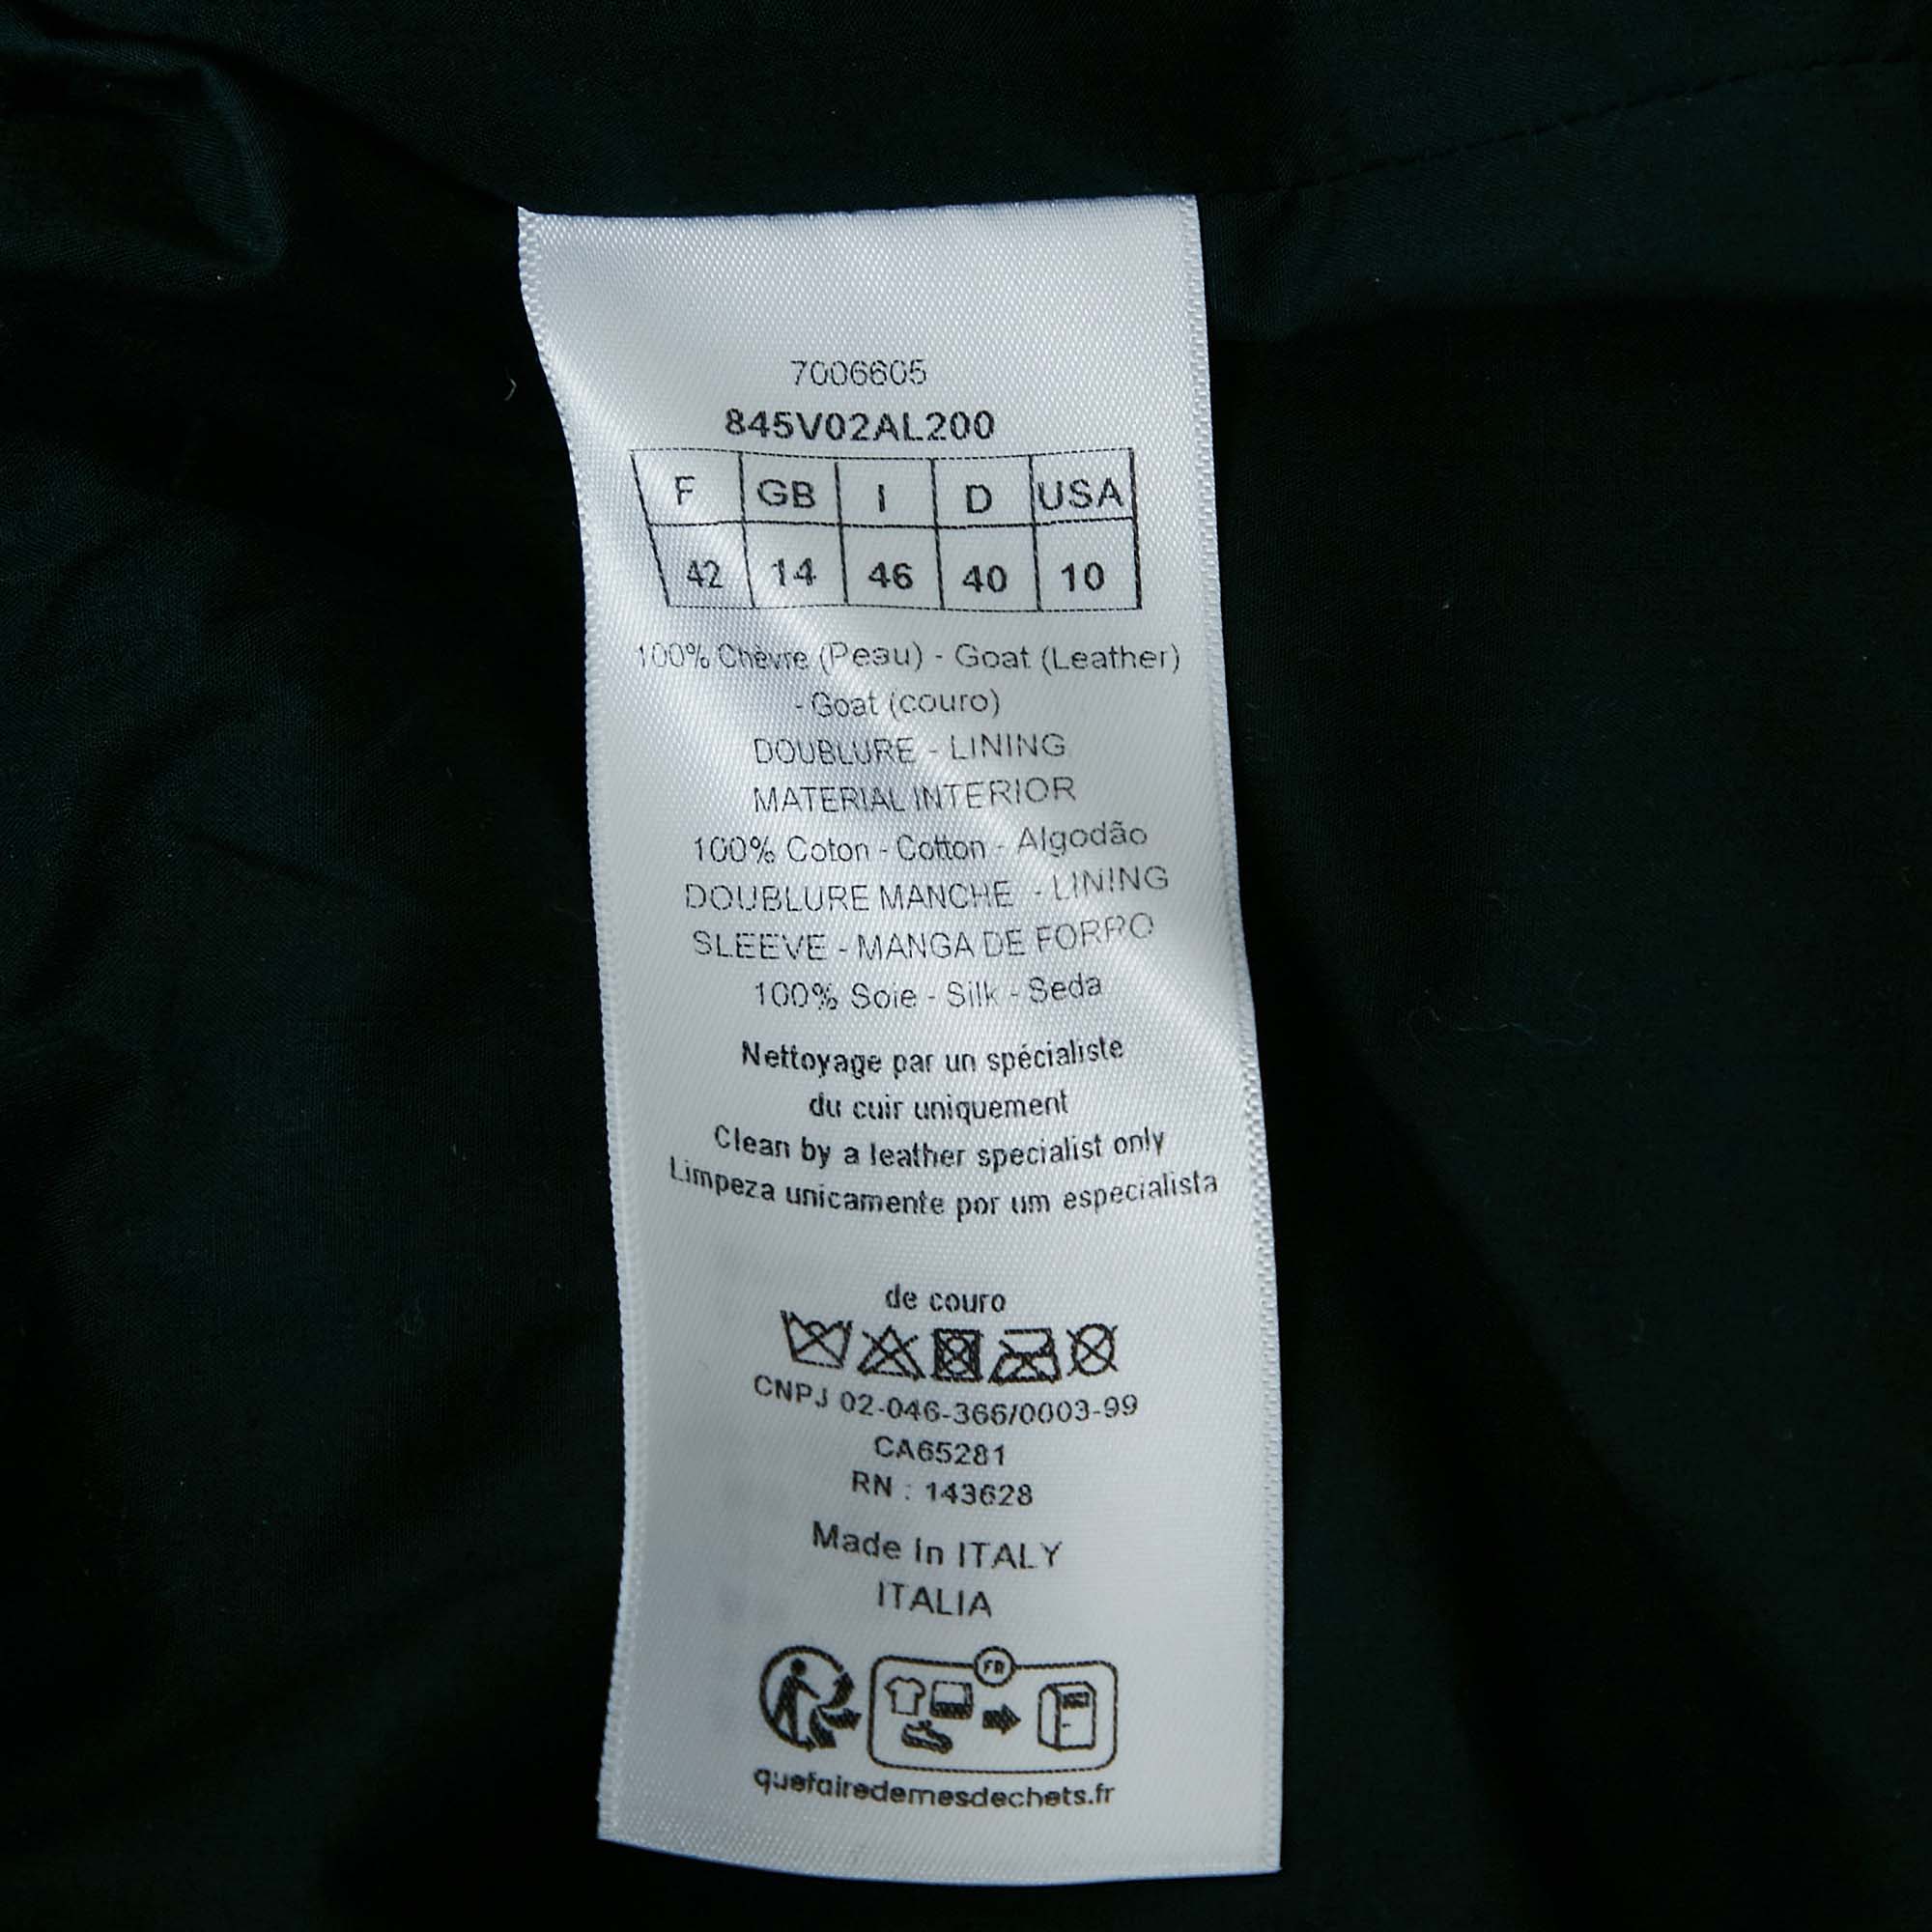 7006605
845V02AL200
F GB I D USA
42 14 46 40 10
100% Chèvre (Peau) - Goat (Leather)
- Goat (couro)
DOUBLURE - LINING
MATERIAL INTERIOR
100% Coton - Cotton - Algodão
DOUBLURE MANCHE - LINING
SLEEVE - MANGA DE FORRO
100% Soie - Silk - Seda
Nettoyage par un spécialiste
du cuir uniquement
Clean by a leather specialist only
Limpeza unicamente por um especialista
de couro
CNPJ 02-046-366/0003-99
CA65281
RN : 143628
Made in ITALY
ITALIA
FR
quefairedemesdechets.fr